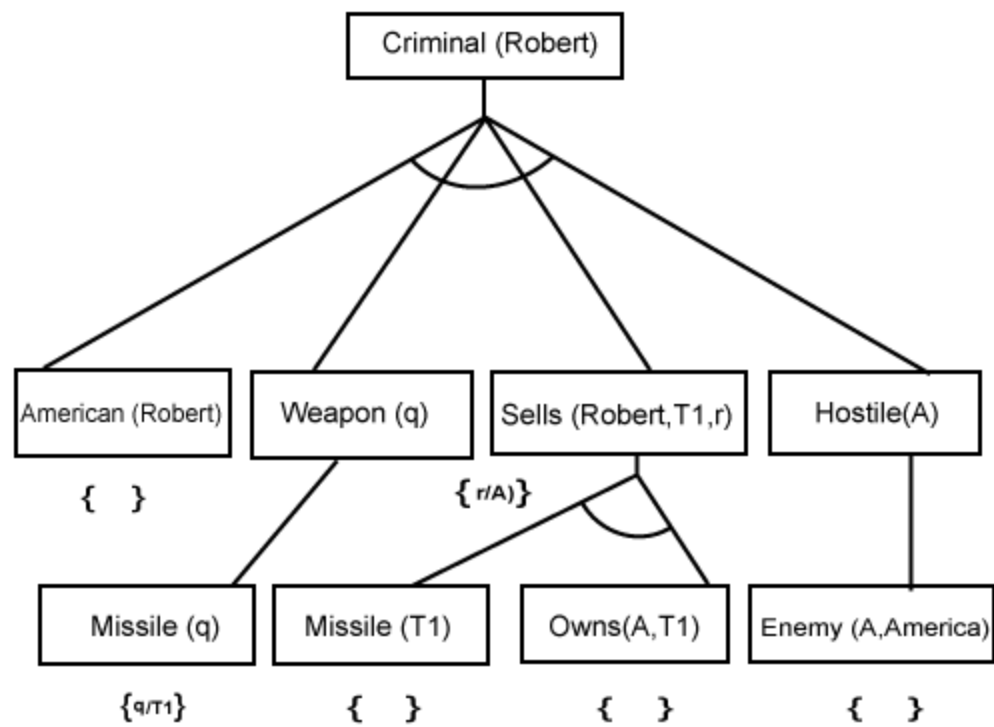 Criminal (Robert)
American (Robert)
Weapon (q)
Sells (Robert,T1,r)
Hostile(A)
{ }
{ r/A)}
Missile (q)
Missile (T1)
Owns(A,T1)
Enemy (A,America)
{q/T1}
{ }
{ }
{ }